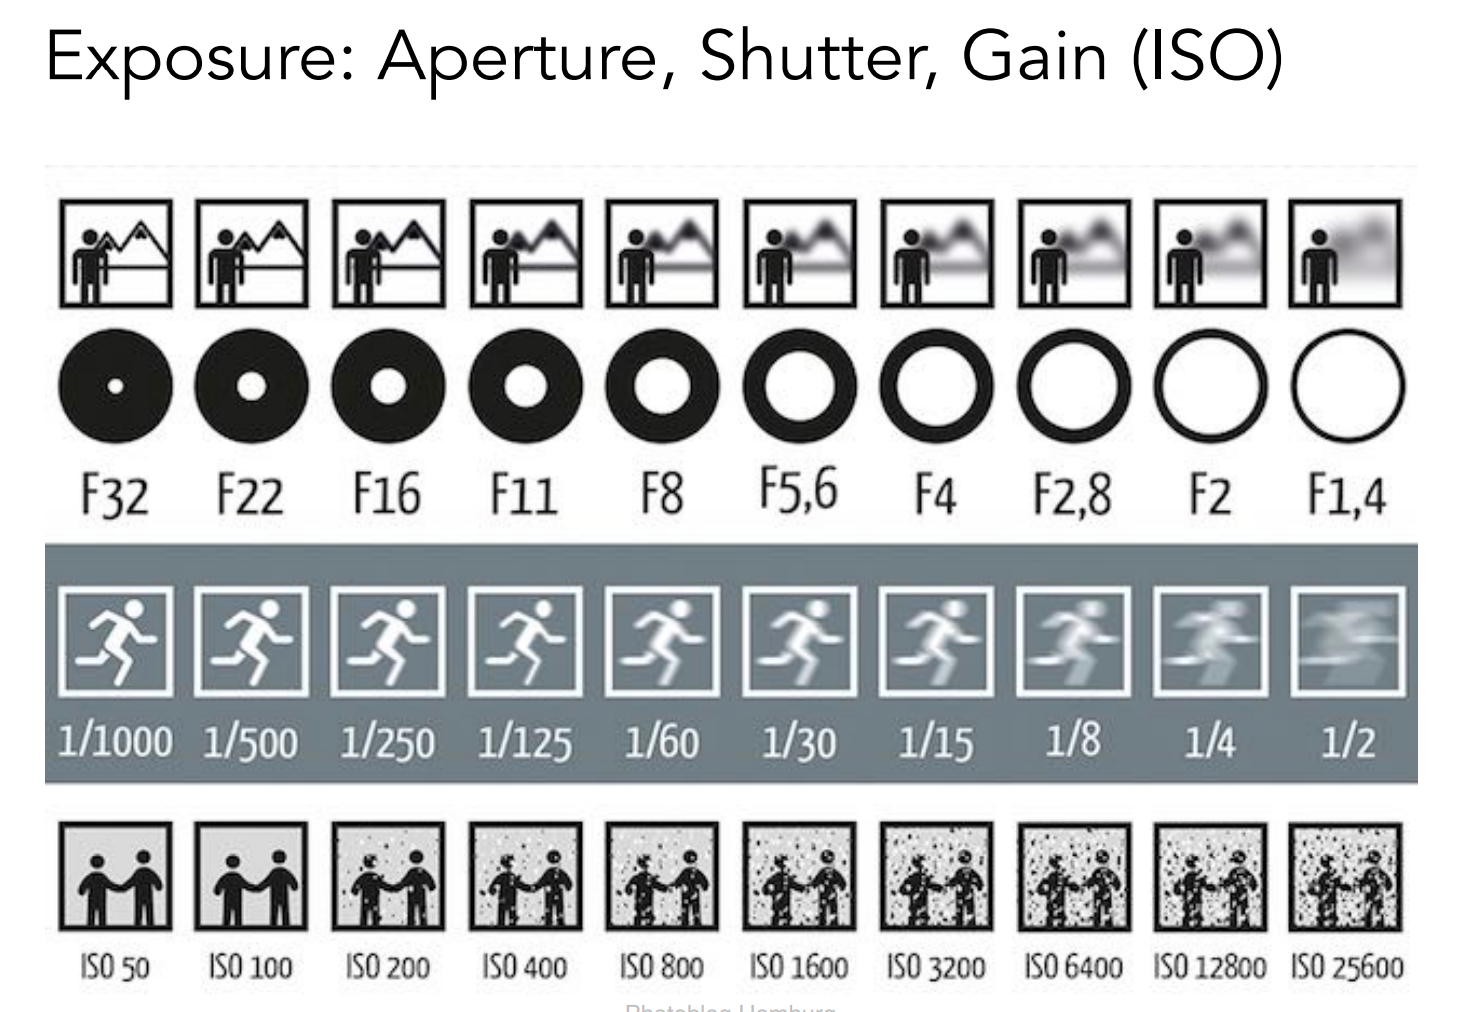 Exposure: Aperture, Shutter, Gain (ISO)
F32 F22 F16 F11 F8 F5,6 F4 F2,8 F2 F1,4
1/1000 1/500 1/250 1/125 1/60 1/30 1/15 1/8 1/4 1/2
ISO 50 ISO 100 ISO 200 ISO 400 ISO 800 ISO 1600 ISO 3200 ISO 6400 ISO 12800 ISO 25600
Photoblog Hamburg